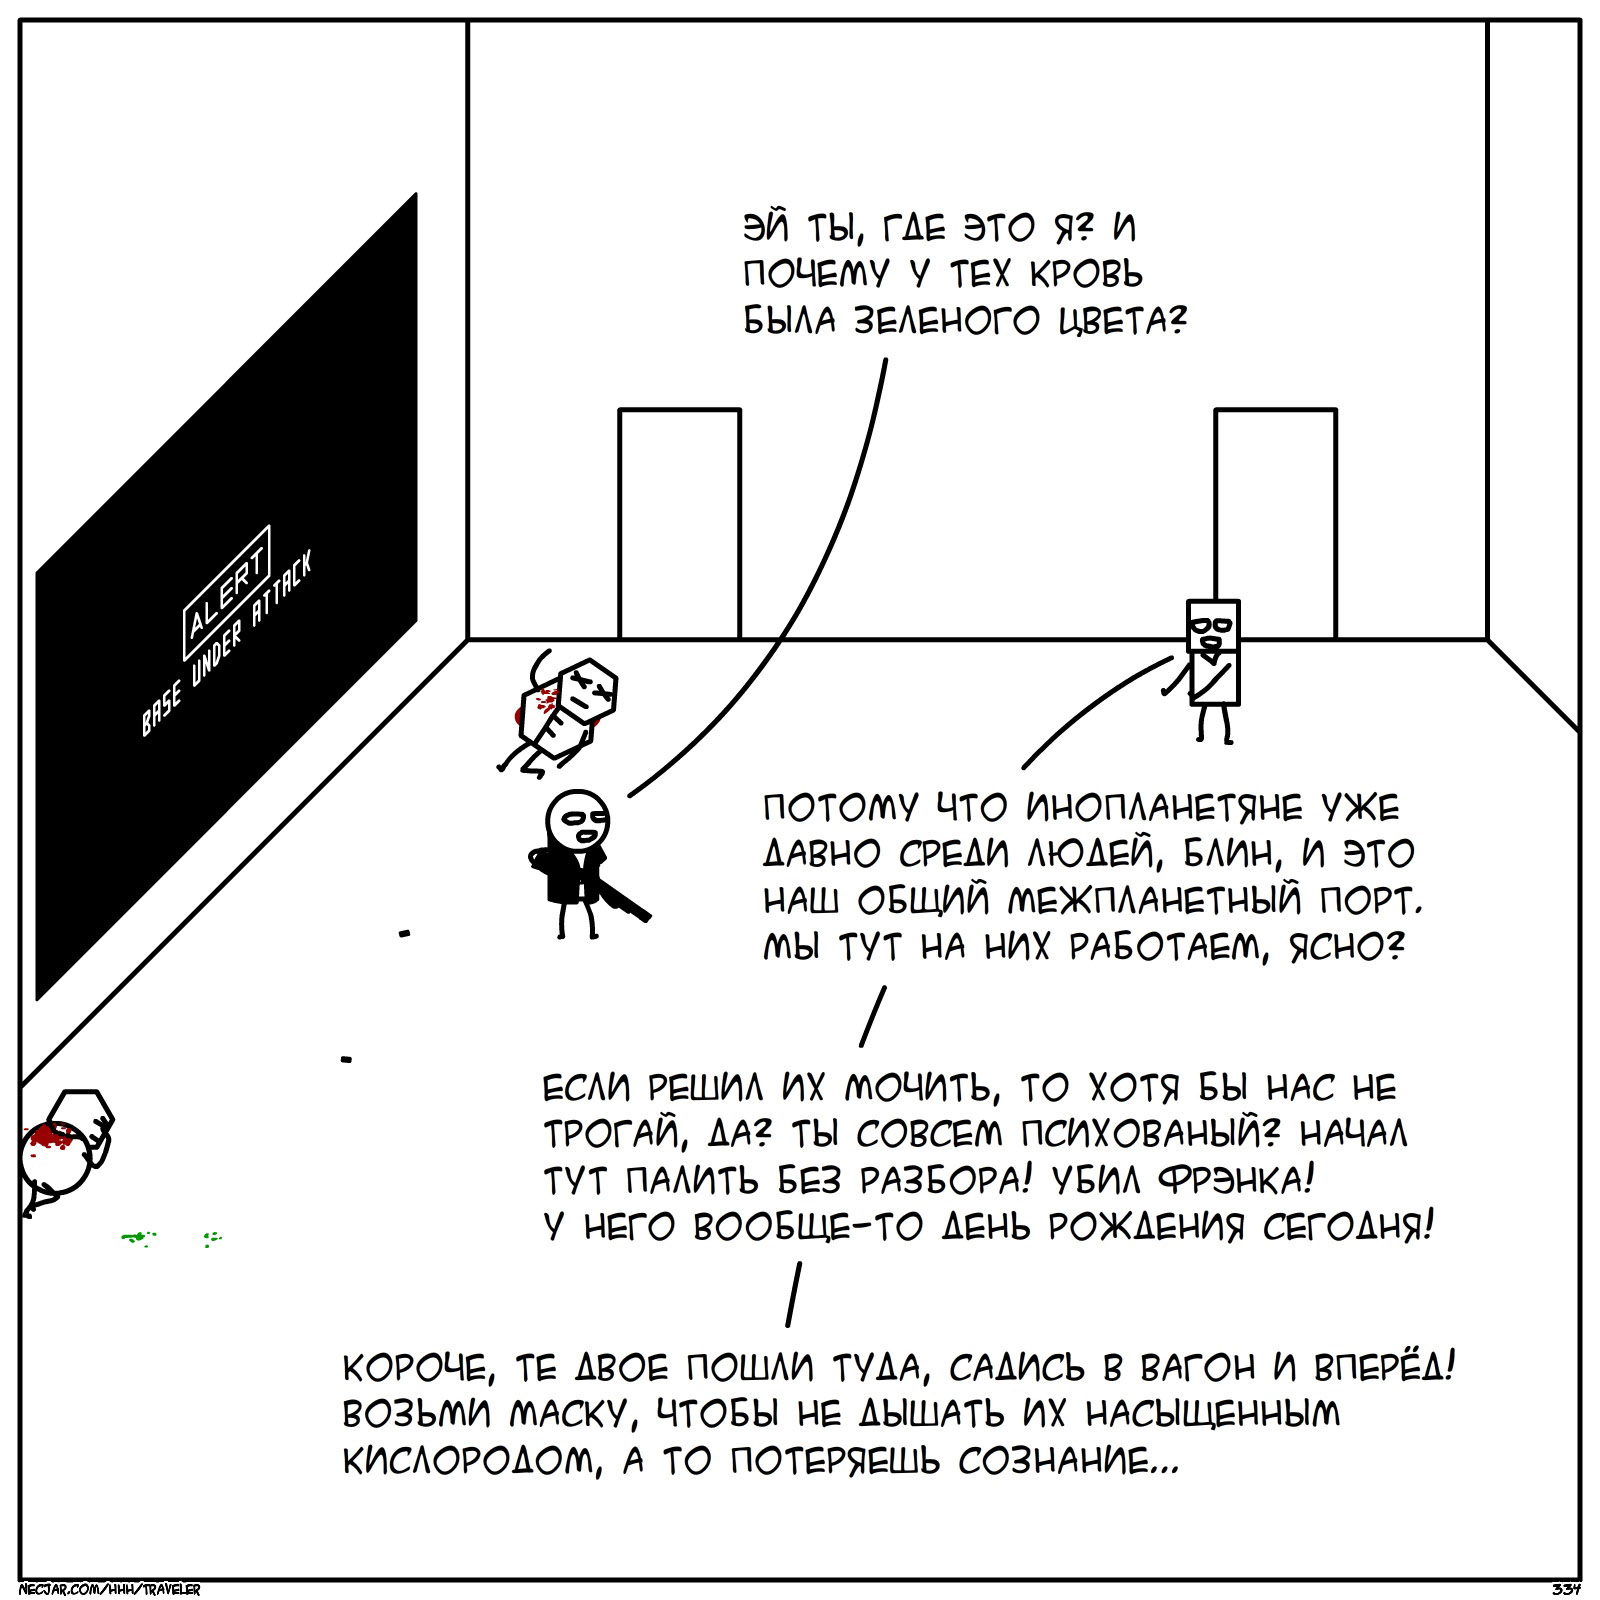 ЭЙ ТЫ, ГДЕ ЭТО Я? И
ПОЧЕМУ У ТЕХ КРОВЬ
БЫЛА ЗЕЛЕНОГО ЦВЕТА?
ALERT
BASE UNDER ATTACK
ПОТОМУ ЧТО ИНОПЛАНЕТЯНЕ УЖЕ
ДАВНО СРЕДИ ЛЮДЕЙ, БЛИН, И ЭТО
НАШ ОБЩИЙ МЕЖПЛАНЕТНЫЙ ПОРТ.
МЫ ТУТ НА НИХ РАБОТАЕМ, ЯСНО?
ЕСЛИ РЕШИЛ ИХ МОЧИТЬ, ТО ХОТЯ БЫ НАС НЕ
ТРОГАЙ, ДА? ТЫ СОВСЕМ ПСИХОВАНЫЙ? НАЧАЛ
ТУТ ПАЛИТЬ БЕЗ РАЗБОРА! УБИЛ ФРЭНКА!
У НЕГО ВООБЩЕ-ТО ДЕНЬ РОЖДЕНИЯ СЕГОДНЯ!
КОРОЧЕ, ТЕ ДВОЕ ПОШЛИ ТУДА, САДИСЬ В ВАГОН И ВПЕРЁД!
ВОЗЬМИ МАСКУ, ЧТОБЫ НЕ ДЫШАТЬ ИХ НАСЫЩЕННЫМ
КИСЛОРОДОМ, А ТО ПОТЕРЯЕШЬ СОЗНАНИЕ...
NECJAR.COM/HHH/TRAVELER
334